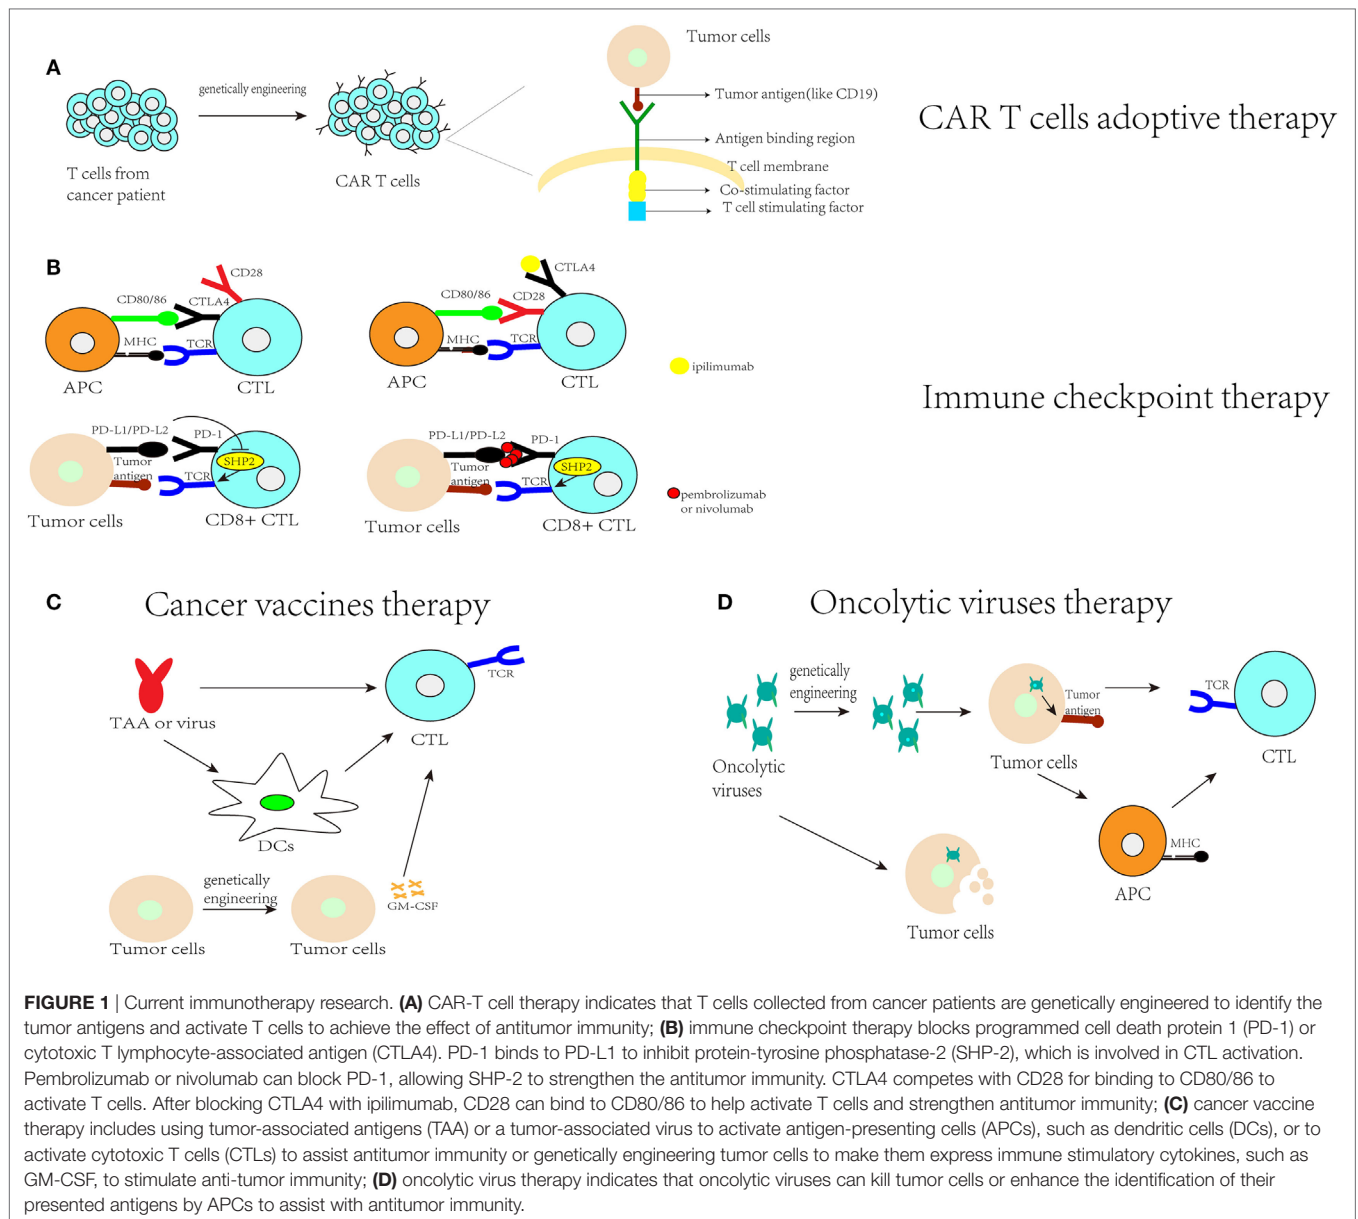 A
Tumor cells
genetically engineering
Tumor antigen(like CD19)
Antigen binding region
T cell membrane
Co-stimulating factor
T cell stimulating factor
T cells from
cancer patient
CAR T cells
CAR T cells adoptive therapy
B
CD28
CD80/86
CTLA4
MHC
TCR
APC
CTL
CTLA4
CD80/86
CD28
MHC
TCR
APC
CTL
ipilimumab
Immune checkpoint therapy
PD-L1/PD-L2
PD-1
Tumor
antigen
SHP2
TCR
Tumor cells
CD8+ CTL
PD-L1/PD-L2
PD-1
Tumor
antigen
SHP2
TCR
Tumor cells
CD8+ CTL
pembrolizumab
or nivolumab
C
Cancer vaccines therapy
TAA or virus
TCR
CTL
DCs
genetically
engineering
GM-CSF
Tumor cells
Tumor cells
D
Oncolytic viruses therapy
genetically
engineering
Oncolytic
viruses
Tumor
antigen
Tumor cells
TCR
CTL
MHC
APC
Tumor cells
FIGURE 1 | Current immunotherapy research. (A) CAR-T cell therapy indicates that T cells collected from cancer patients are genetically engineered to identify the
tumor antigens and activate T cells to achieve the effect of antitumor immunity; (B) immune checkpoint therapy blocks programmed cell death protein 1 (PD-1) or
cytotoxic T lymphocyte-associated antigen (CTLA4). PD-1 binds to PD-L1 to inhibit protein-tyrosine phosphatase-2 (SHP-2), which is involved in CTL activation.
Pembrolizumab or nivolumab can block PD-1, allowing SHP-2 to strengthen the antitumor immunity. CTLA4 competes with CD28 for binding to CD80/86 to
activate T cells. After blocking CTLA4 with ipilimumab, CD28 can bind to CD80/86 to help activate T cells and strengthen antitumor immunity; (C) cancer vaccine
therapy includes using tumor-associated antigens (TAA) or a tumor-associated virus to activate antigen-presenting cells (APCs), such as dendritic cells (DCs), or to
activate cytotoxic T cells (CTLs) to assist antitumor immunity or genetically engineering tumor cells to make them express immune stimulatory cytokines, such as
GM-CSF, to stimulate anti-tumor immunity; (D) oncolytic virus therapy indicates that oncolytic viruses can kill tumor cells or enhance the identification of their
presented antigens by APCs to assist with antitumor immunity.